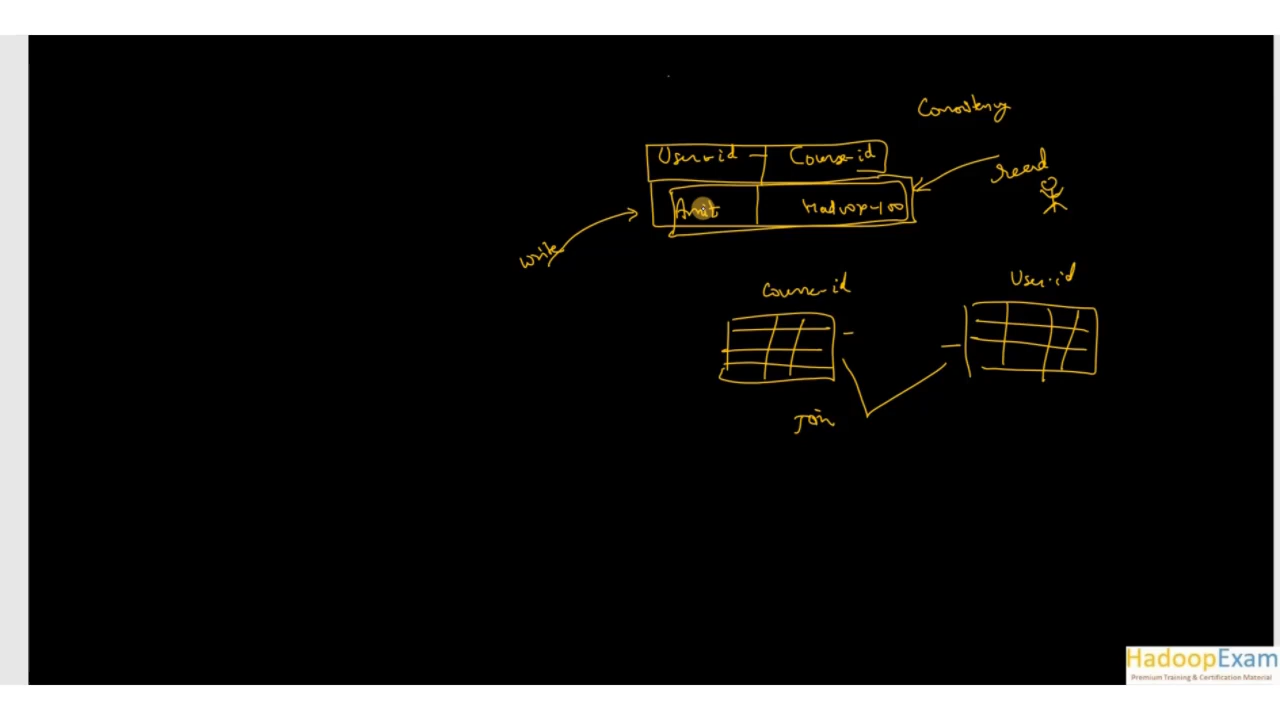 Consistency
User-id – Course-id
Amit Hadoop-100
read
write
Course-id
User-id
Join
HadoopExam
Premium Training & Certification Material